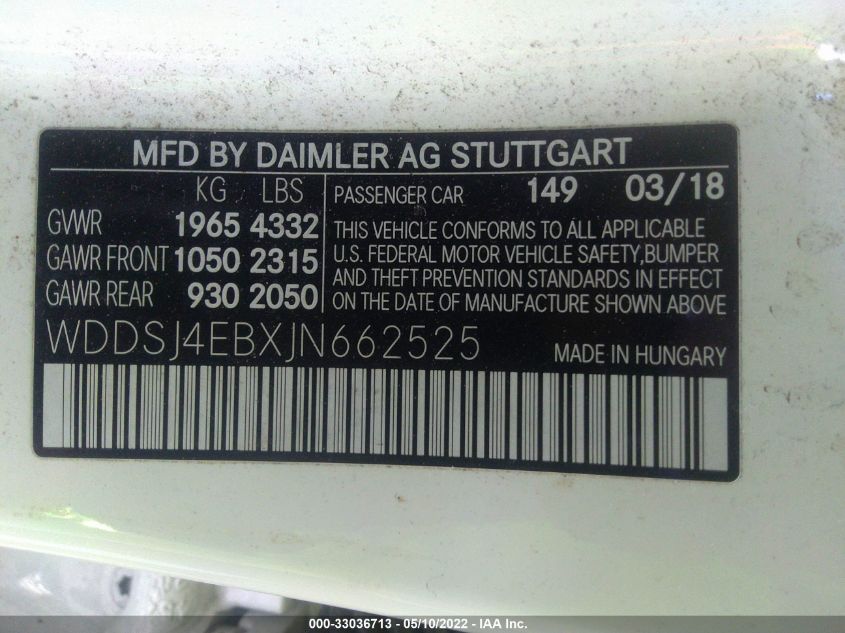 MFD BY DAIMLER AG STUTTGART
KG LBS
GVWR 1965 4332
GAWR FRONT 1050 2315
GAWR REAR 930 2050
PASSENGER CAR 149 03/18
THIS VEHICLE CONFORMS TO ALL APPLICABLE
U.S. FEDERAL MOTOR VEHICLE SAFETY,BUMPER
AND THEFT PREVENTION STANDARDS IN EFFECT
ON THE DATE OF MANUFACTURE SHOWN ABOVE
WDDSJ4EBXJN662525
MADE IN HUNGARY
000-33036713 - 05/10/2022 - IAA Inc.